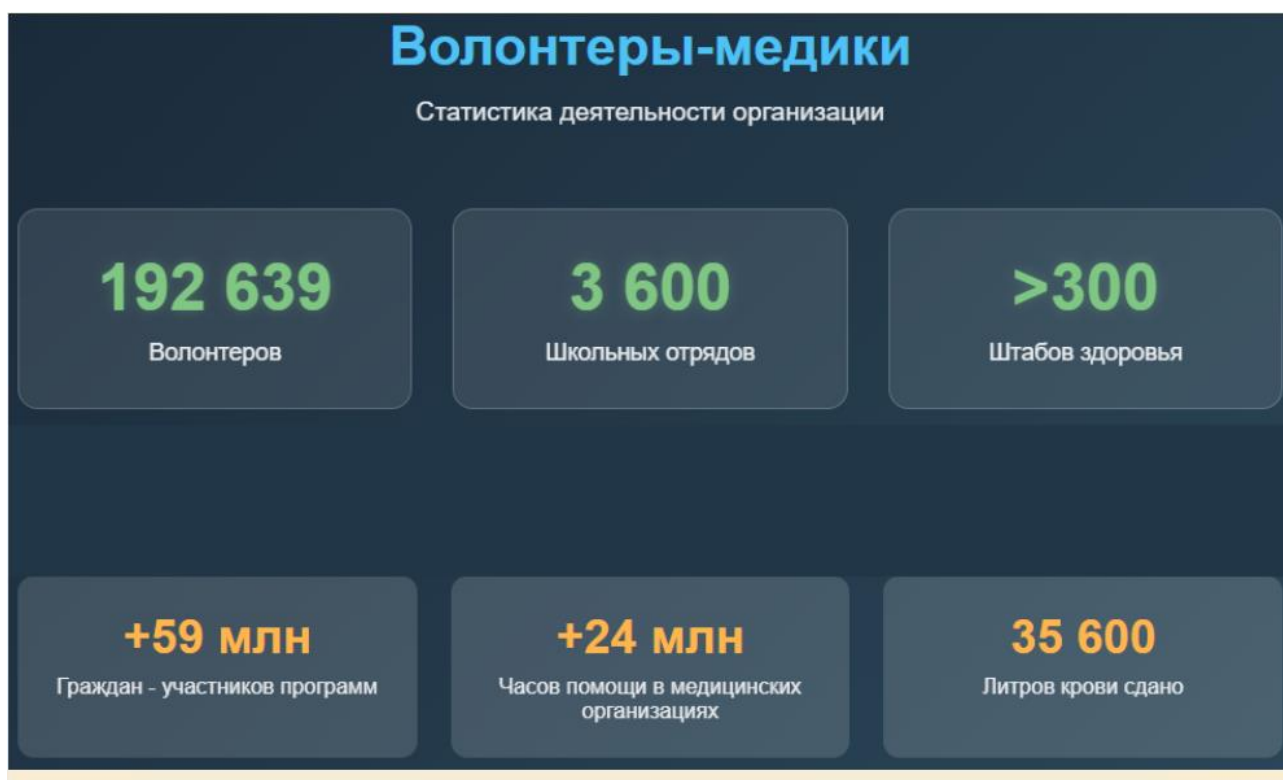 Волонтеры-медики
Статистика деятельности организации
192 639
Волонтеров
3 600
Школьных отрядов
>300
Штабов здоровья
+59 млн
Граждан - участников программ
+24 млн
Часов помощи в медицинских
организациях
35 600
Литров крови сдано